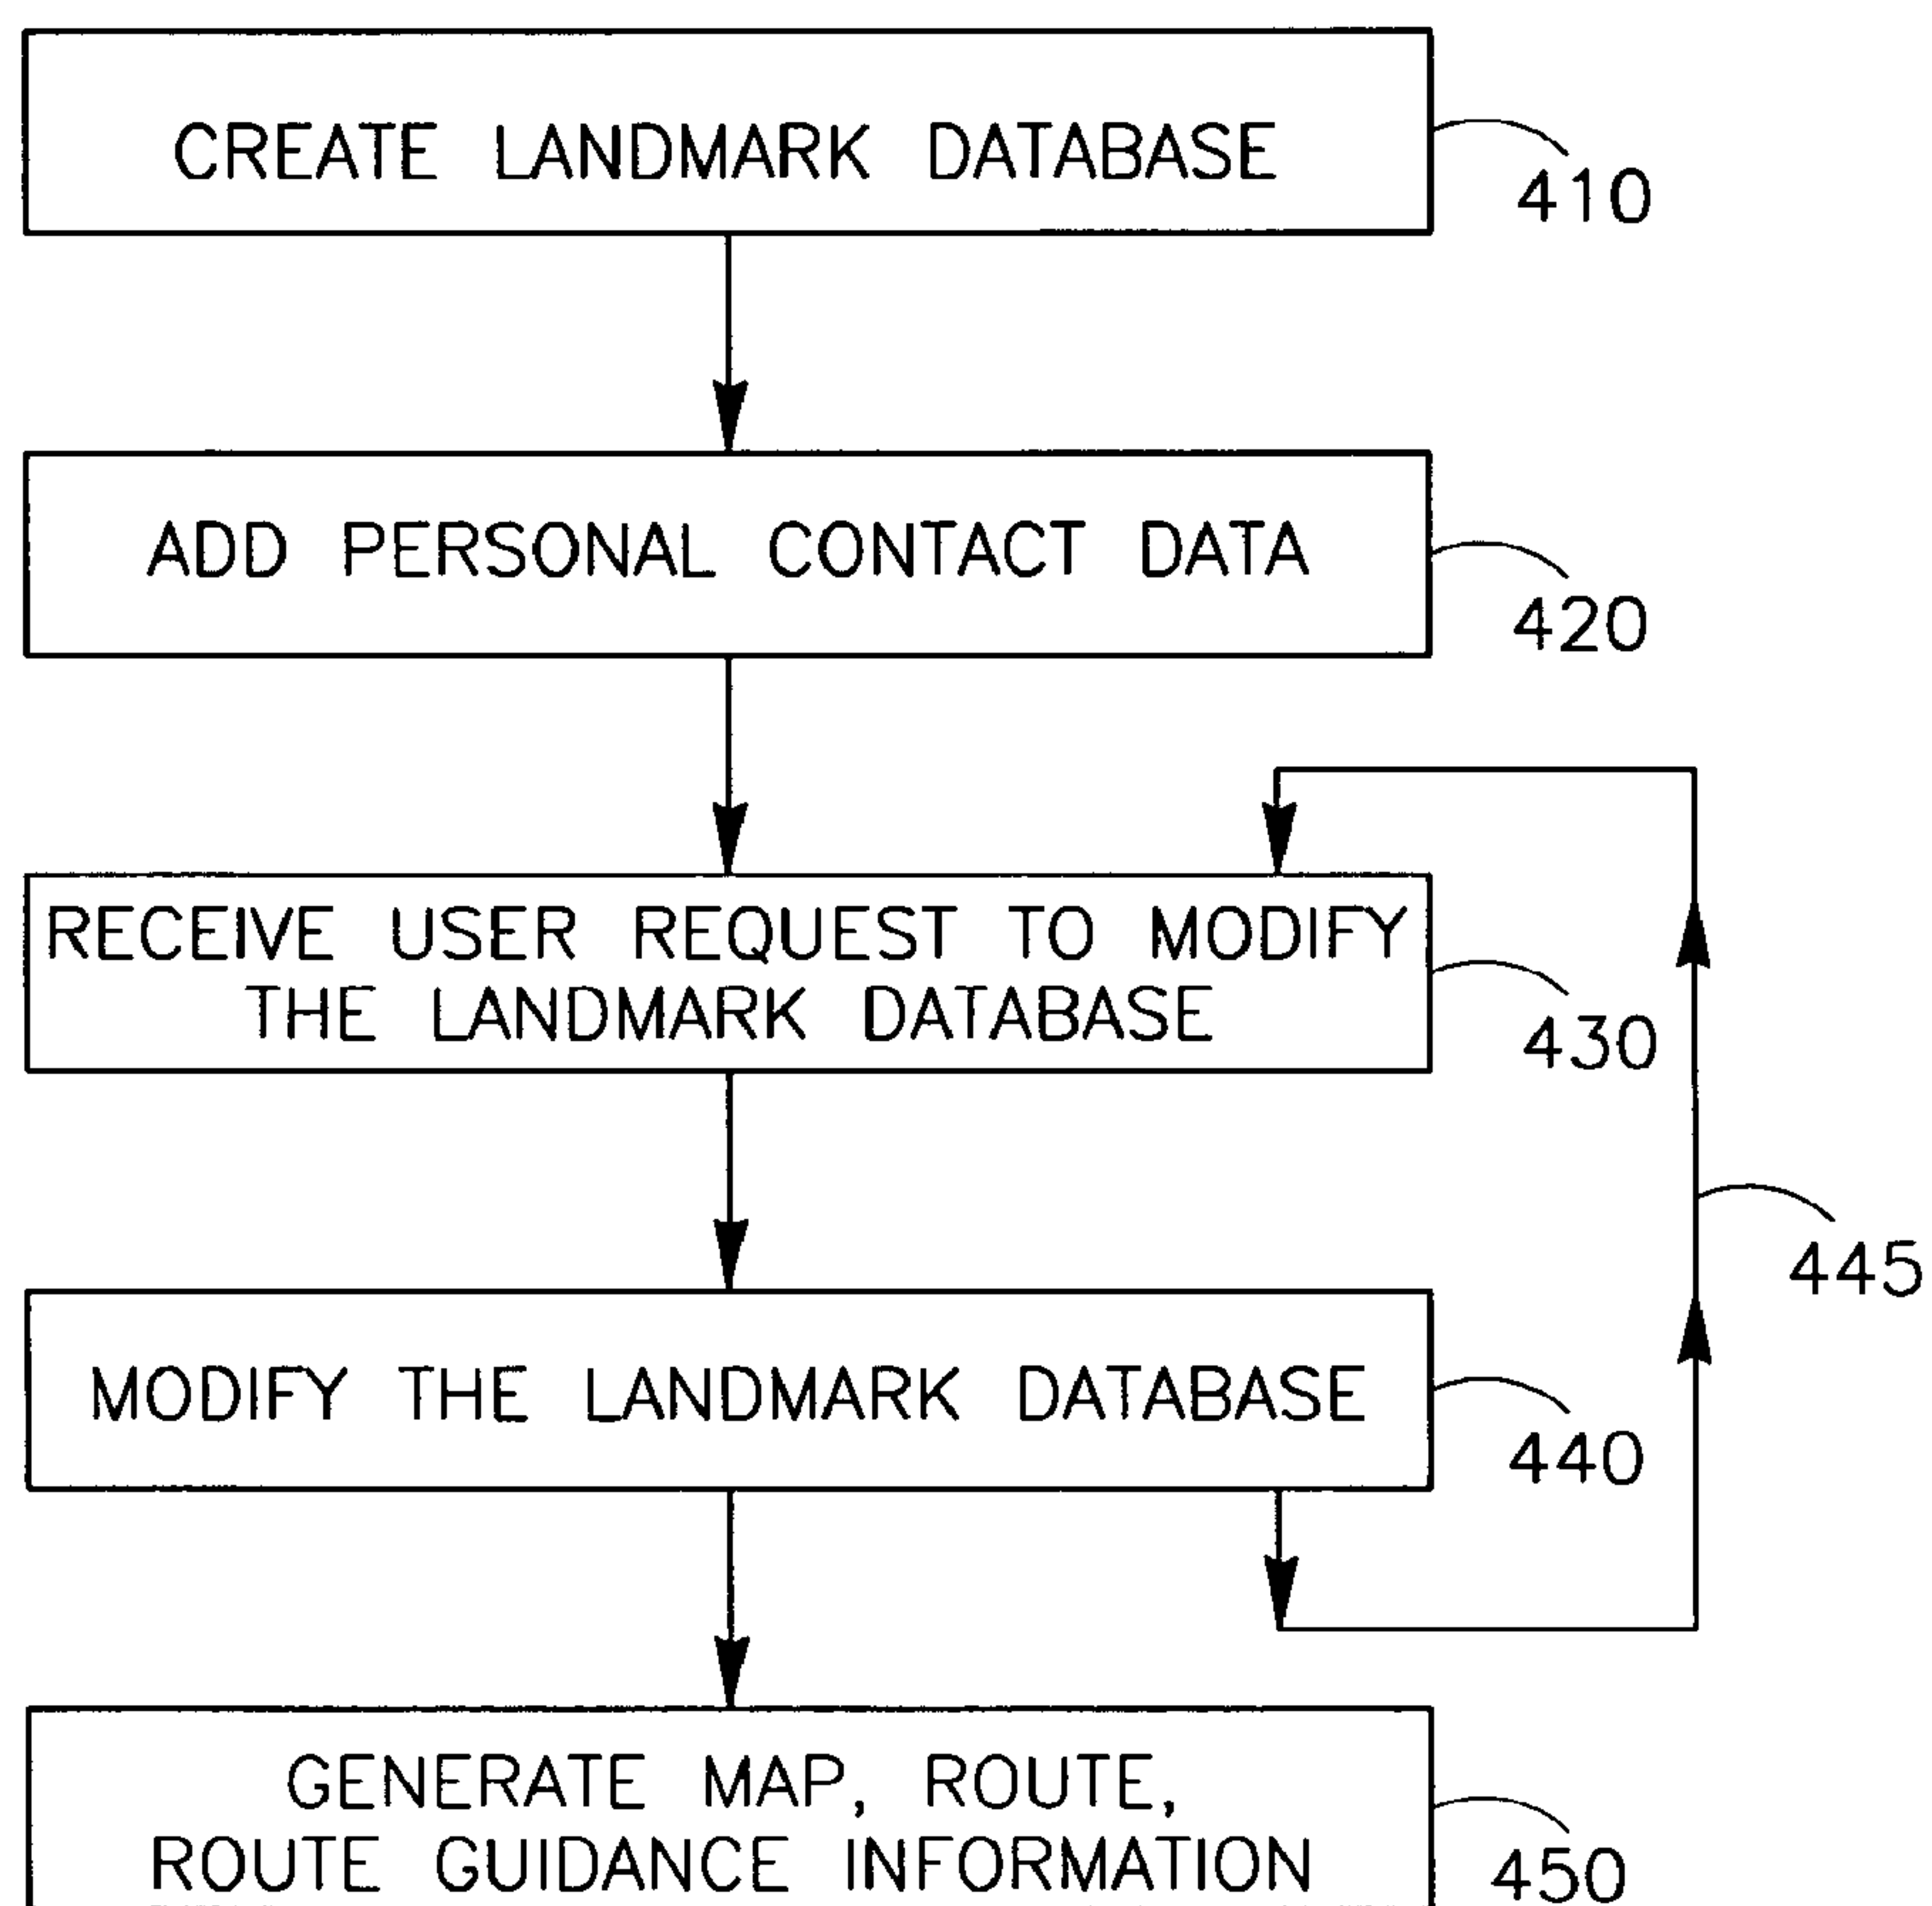 CREATE LANDMARK DATABASE
410
ADD PERSONAL CONTACT DATA
420
RECEIVE USER REQUEST TO MODIFY
THE LANDMARK DATABASE
430
445
MODIFY THE LANDMARK DATABASE
440
GENERATE MAP, ROUTE,
ROUTE GUIDANCE INFORMATION
450